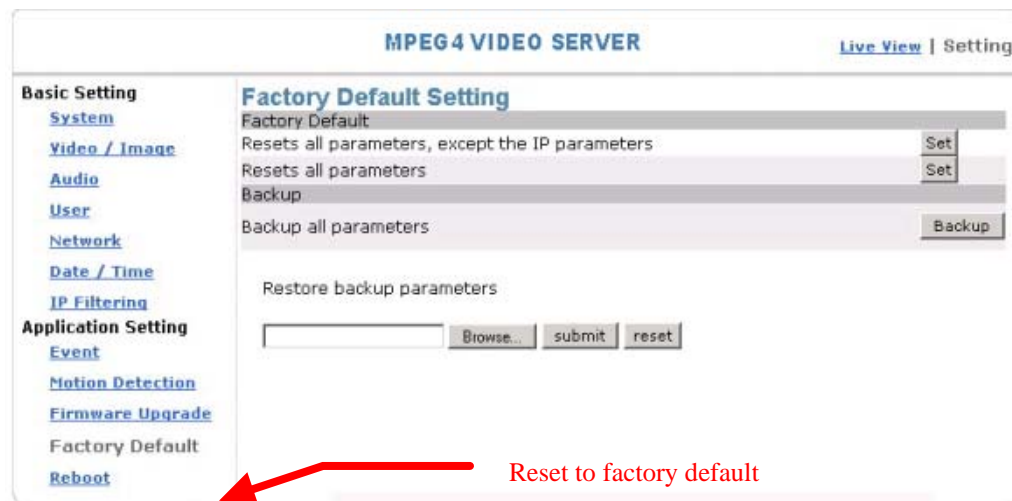 MPEG4 VIDEO SERVER
Live View | Setting
Basic Setting
System
Video / Image
Audio
User
Network
Date / Time
IP Filtering
Application Setting
Event
Motion Detection
Firmware Upgrade
Factory Default
Reboot
Factory Default Setting
Factory Default
Resets all parameters, except the IP parameters Set
Resets all parameters Set
Backup
Backup all parameters Backup
Restore backup parameters
Browse... submit reset
Reset to factory default